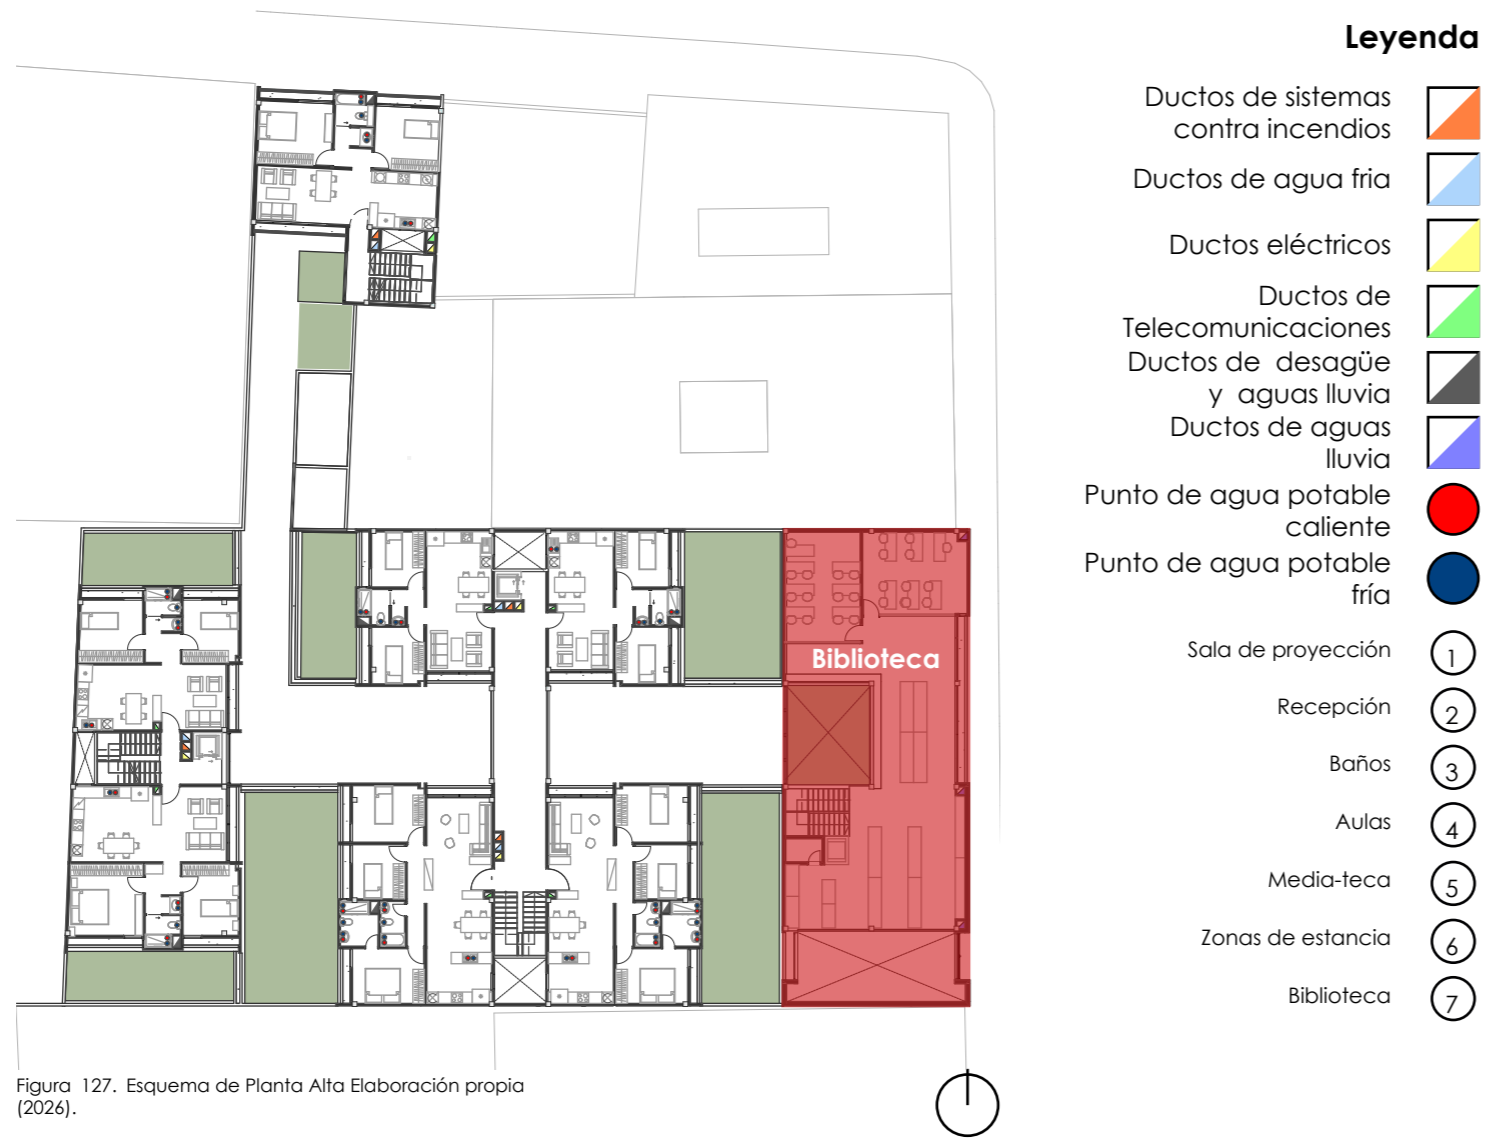 Leyenda
Ductos de sistemas
contra incendios
Ductos de agua fria
Ductos eléctricos
Ductos de
Telecomunicaciones
Ductos de desagüe
y aguas lluvia
Ductos de aguas
lluvia
Punto de agua potable
caliente
Punto de agua potable
fría
Sala de proyección 1
Recepción 2
Baños 3
Aulas 4
Media-teca 5
Zonas de estancia 6
Biblioteca 7
Biblioteca
Figura 127. Esquema de Planta Alta Elaboración propia
(2026).